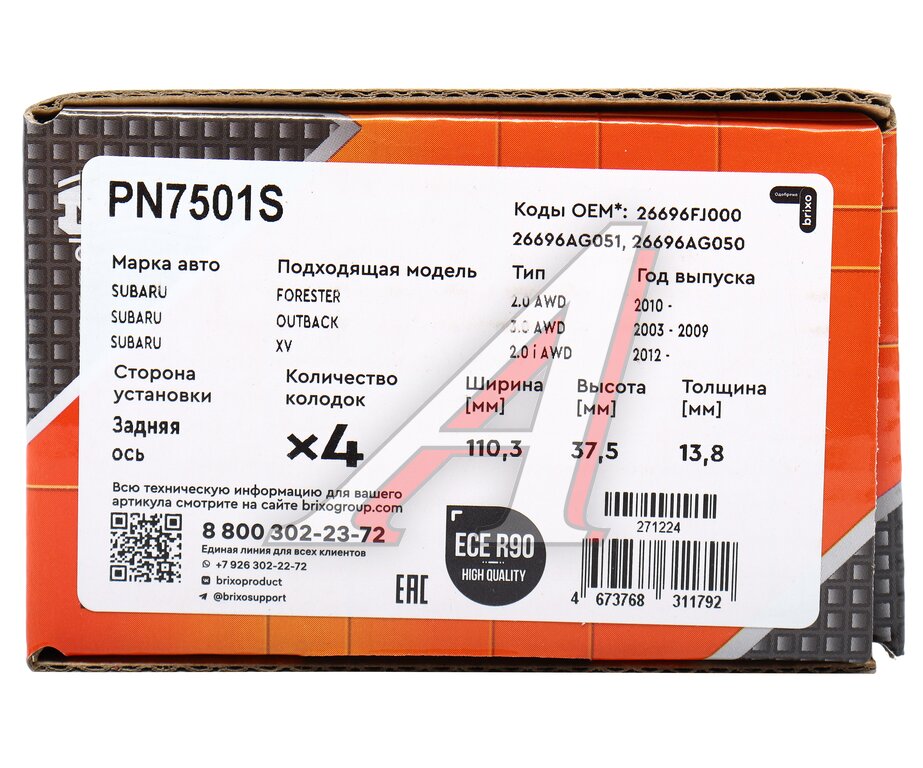 PN7501S
Коды OEM*: 26696FJ000
26696AG051, 26696AG050
Одобрено
brixo
Марка авто Подходящая модель Тип Год выпуска
SUBARU FORESTER 2.0 AWD 2010 -
SUBARU OUTBACK 3.0 AWD 2003 - 2009
SUBARU XV 2.0 i AWD 2012 -
Сторона установки Количество колодок Ширина [мм] Высота [мм] Толщина [мм]
Задняя ось ×4 110,3 37,5 13,8
Всю техническую информацию для вашего
артикула смотрите на сайте brixogroup.com
8 800 302-23-72
Единая линия для всех клиентов
+7 926 302-22-72
brixoproduct
@brixosupport
EAC
ECE R90
HIGH QUALITY
271224
4 673768 311792